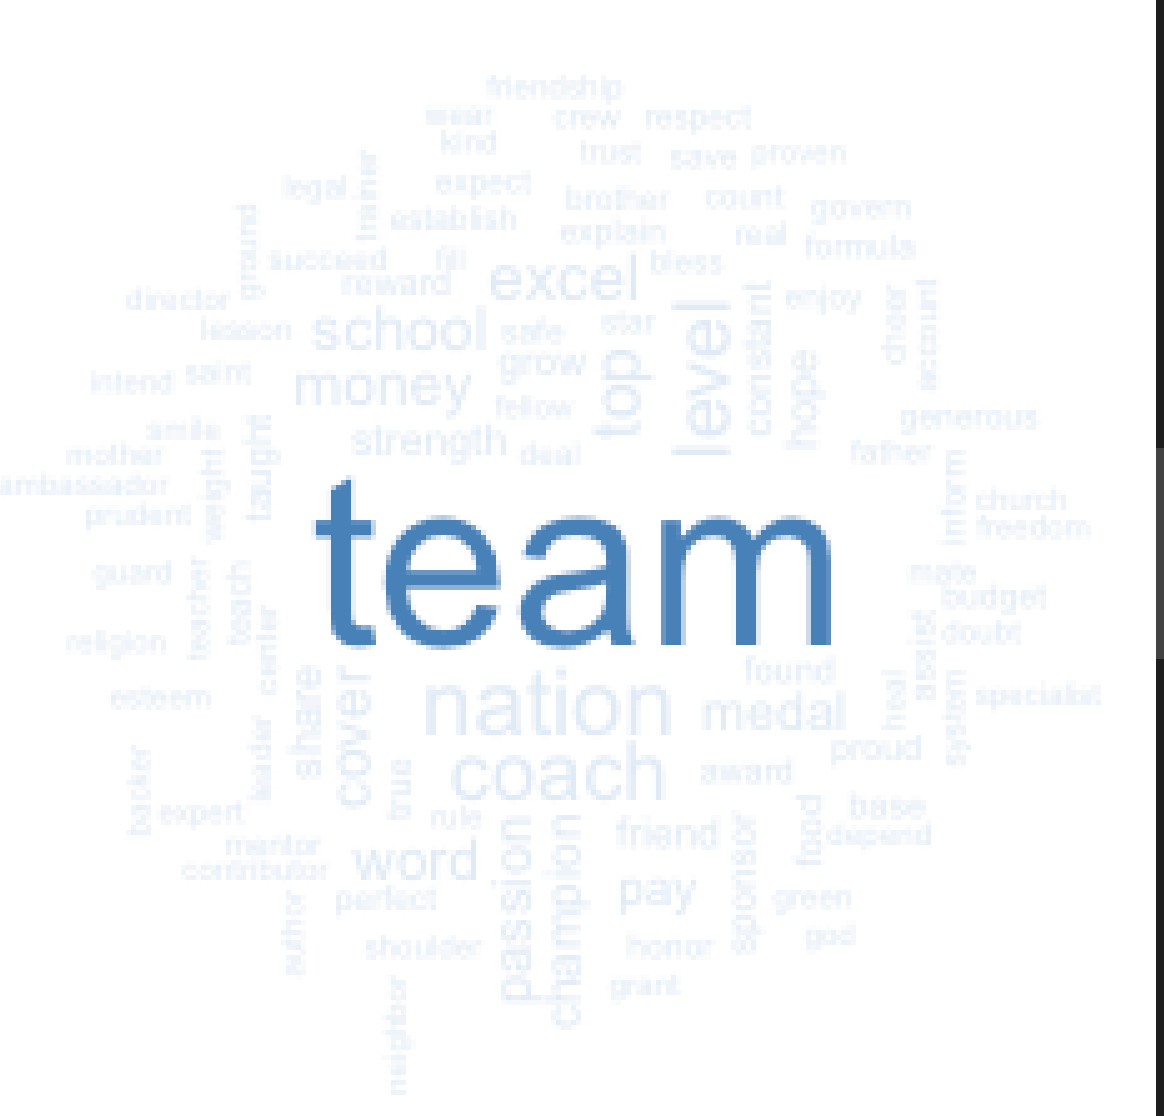 friendship
wear crew respect
kind trust save proven
legal trainer expect brother count govern
ground establish explain real formula
succeed fill excel bless
director reward constant enjoy cheer account
lesson school safe star level
intend saint money grow top hope
smile fellow generous
mother taught strength deal father
ambassador weight inform church
prudent freedom
team
guard teacher teach mate
budget
religion center assist doubt
esteem share cover nation found medal heal system specialist
backer leader coach award proud
expert true rule friend food base
mentor depend
contributor word passion champion pay sponsor green
author perfect
shoulder honor god
neighbor grant